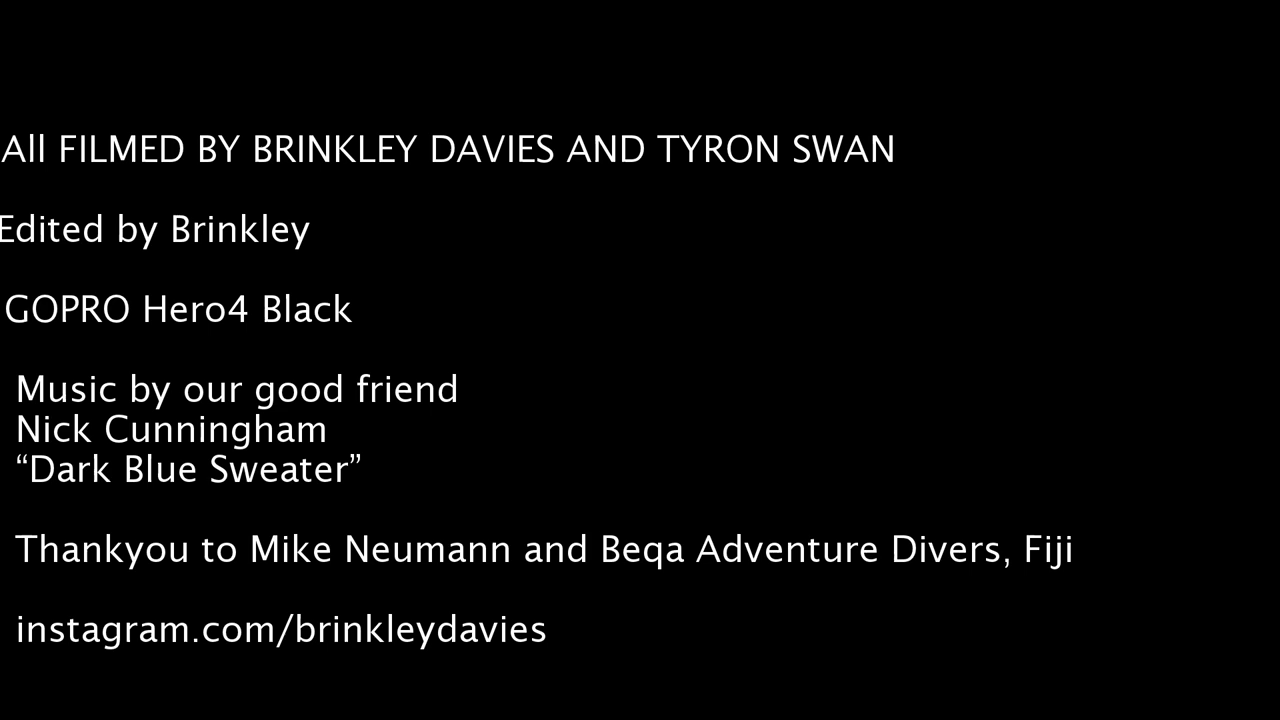 All FILMED BY BRINKLEY DAVIES AND TYRON SWAN
Edited by Brinkley
GOPRO Hero4 Black
Music by our good friend
Nick Cunningham
“Dark Blue Sweater”
Thankyou to Mike Neumann and Beqa Adventure Divers, Fiji
instagram.com/brinkleydavies